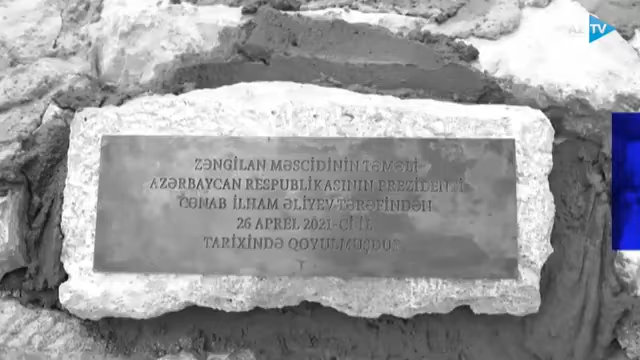 AZTV
ZƏNGİLAN MƏSCİDİNİN TƏMƏLİ
AZƏRBAYCAN RESPUBLİKASININ PREZİDENTİ
CƏNAB İLHAM ƏLİYEV TƏRƏFİNDƏN
26 APREL 2021-Cİ İL
TARİXİNDƏ QOYULMUŞDUR